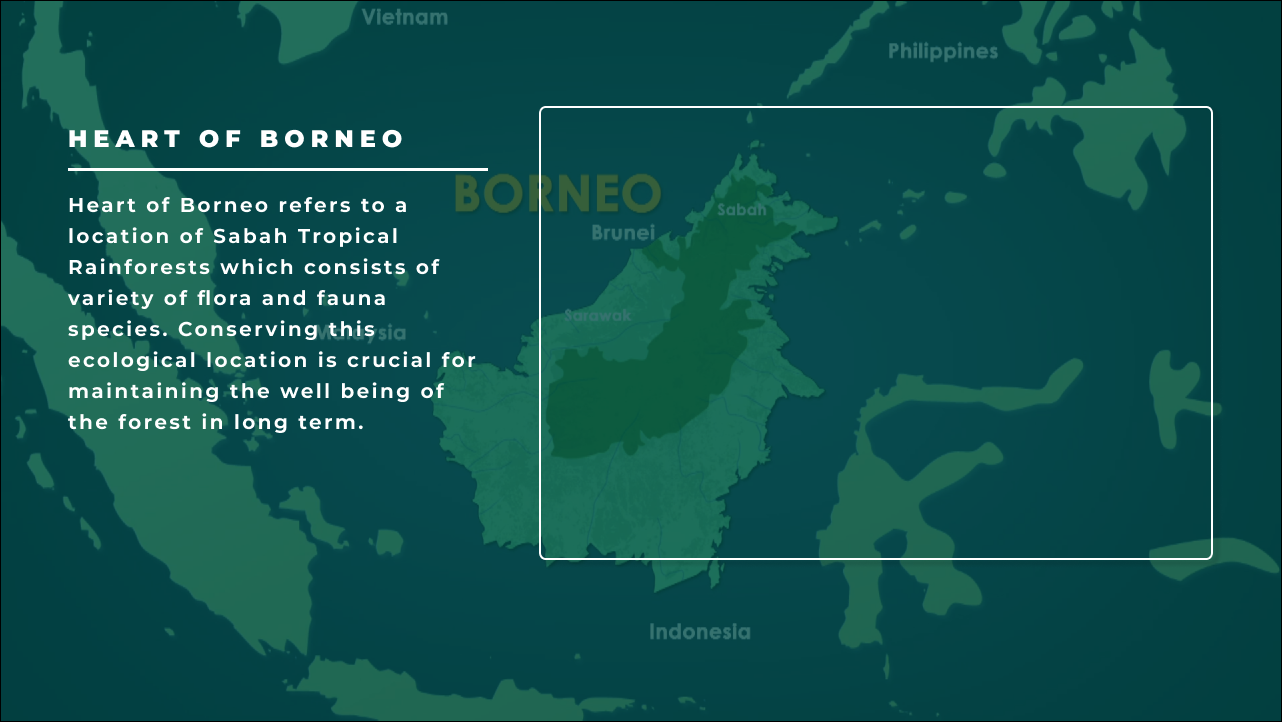 Vietnam
Philippines
HEART OF BORNEO
BORNEO
Heart of Borneo refers to a
location of Sabah Tropical
Rainforests which consists of
variety of flora and fauna
species. Conserving this
ecological location is crucial for
maintaining the well being of
the forest in long term.
Sabah
Brunei
Sarawak
Malaysia
Indonesia